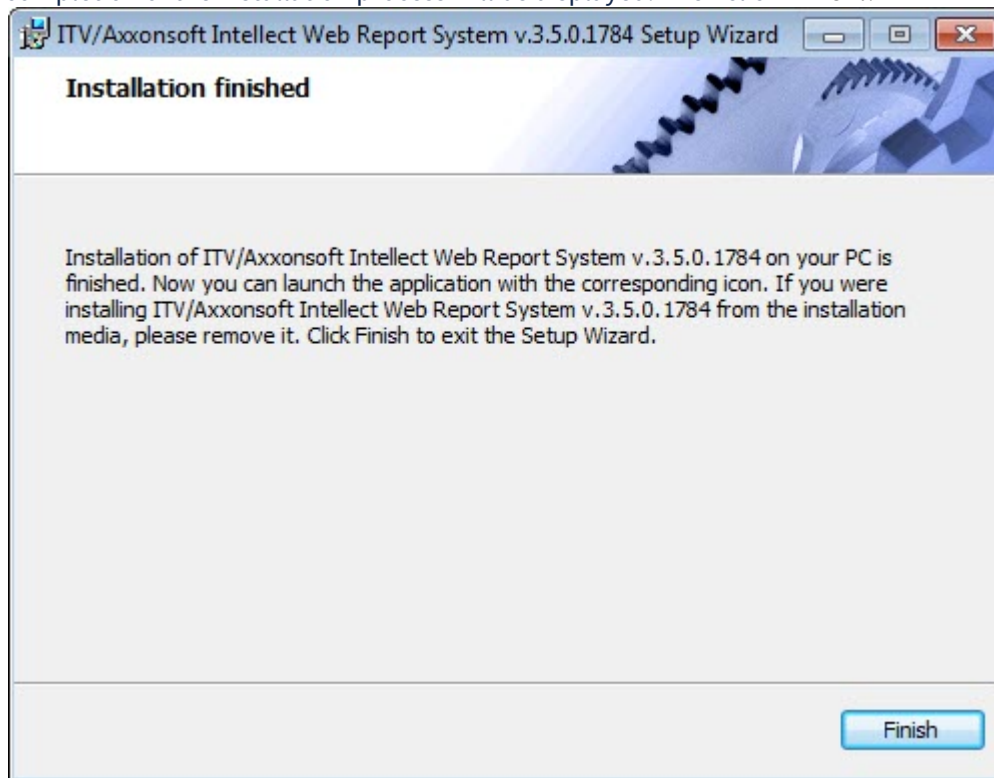 ITV/Axxonsoft Intellect Web Report System v.3.5.0.1784 Setup Wizard
Installation finished
Installation of ITV/Axxonsoft Intellect Web Report System v.3.5.0.1784 on your PC is
finished. Now you can launch the application with the corresponding icon. If you were
installing ITV/Axxonsoft Intellect Web Report System v.3.5.0.1784 from the installation
media, please remove it. Click Finish to exit the Setup Wizard.
Finish